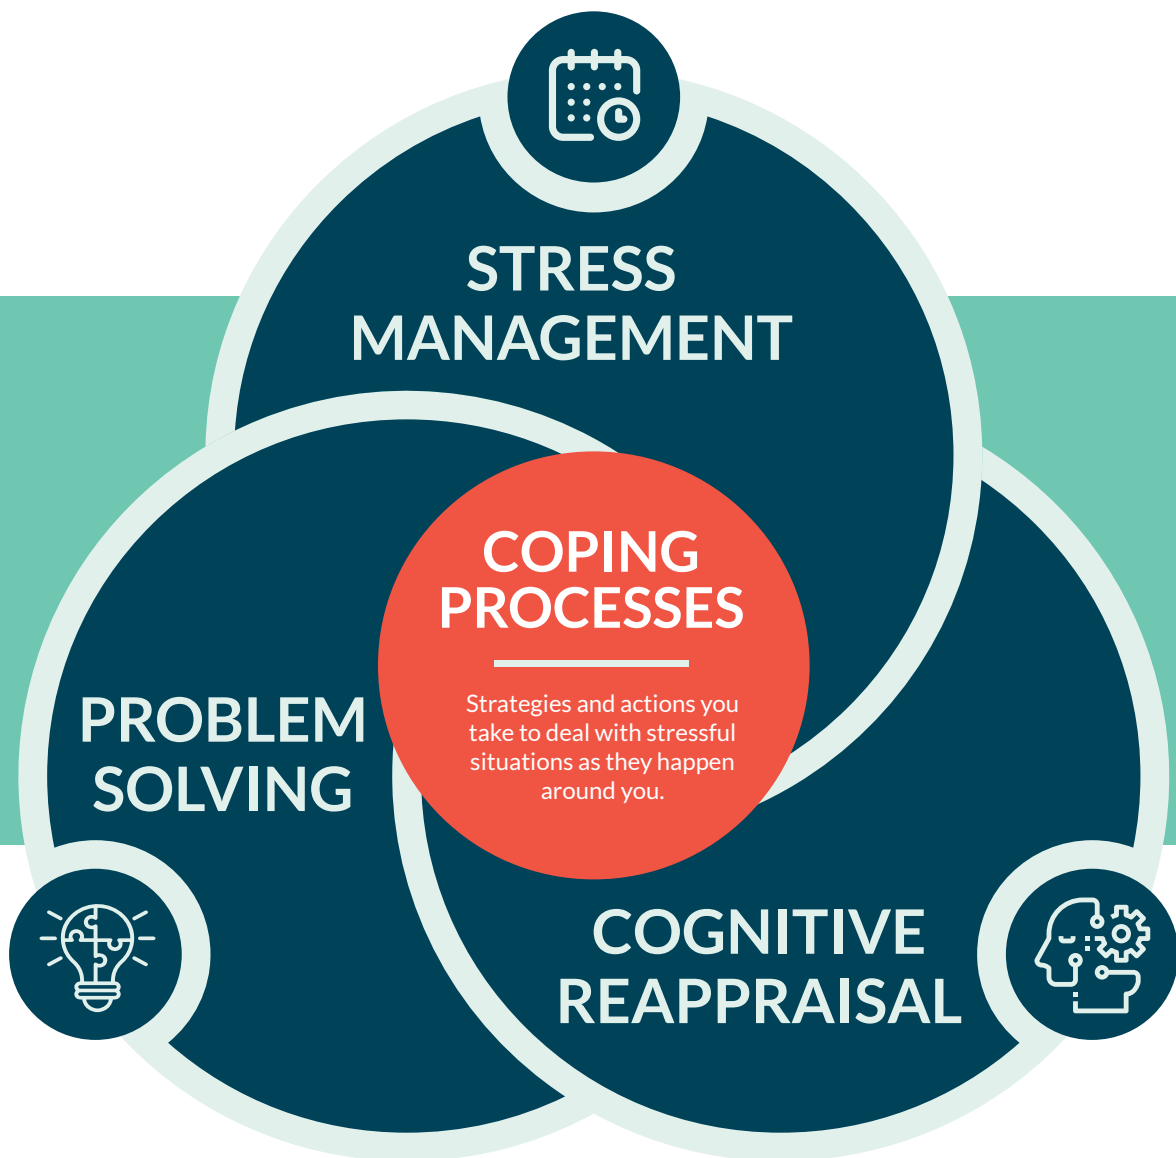 STRESS
MANAGEMENT
COPING
PROCESSES
Strategies and actions you
take to deal with stressful
situations as they happen
around you.
PROBLEM
SOLVING
COGNITIVE
REAPPRAISAL